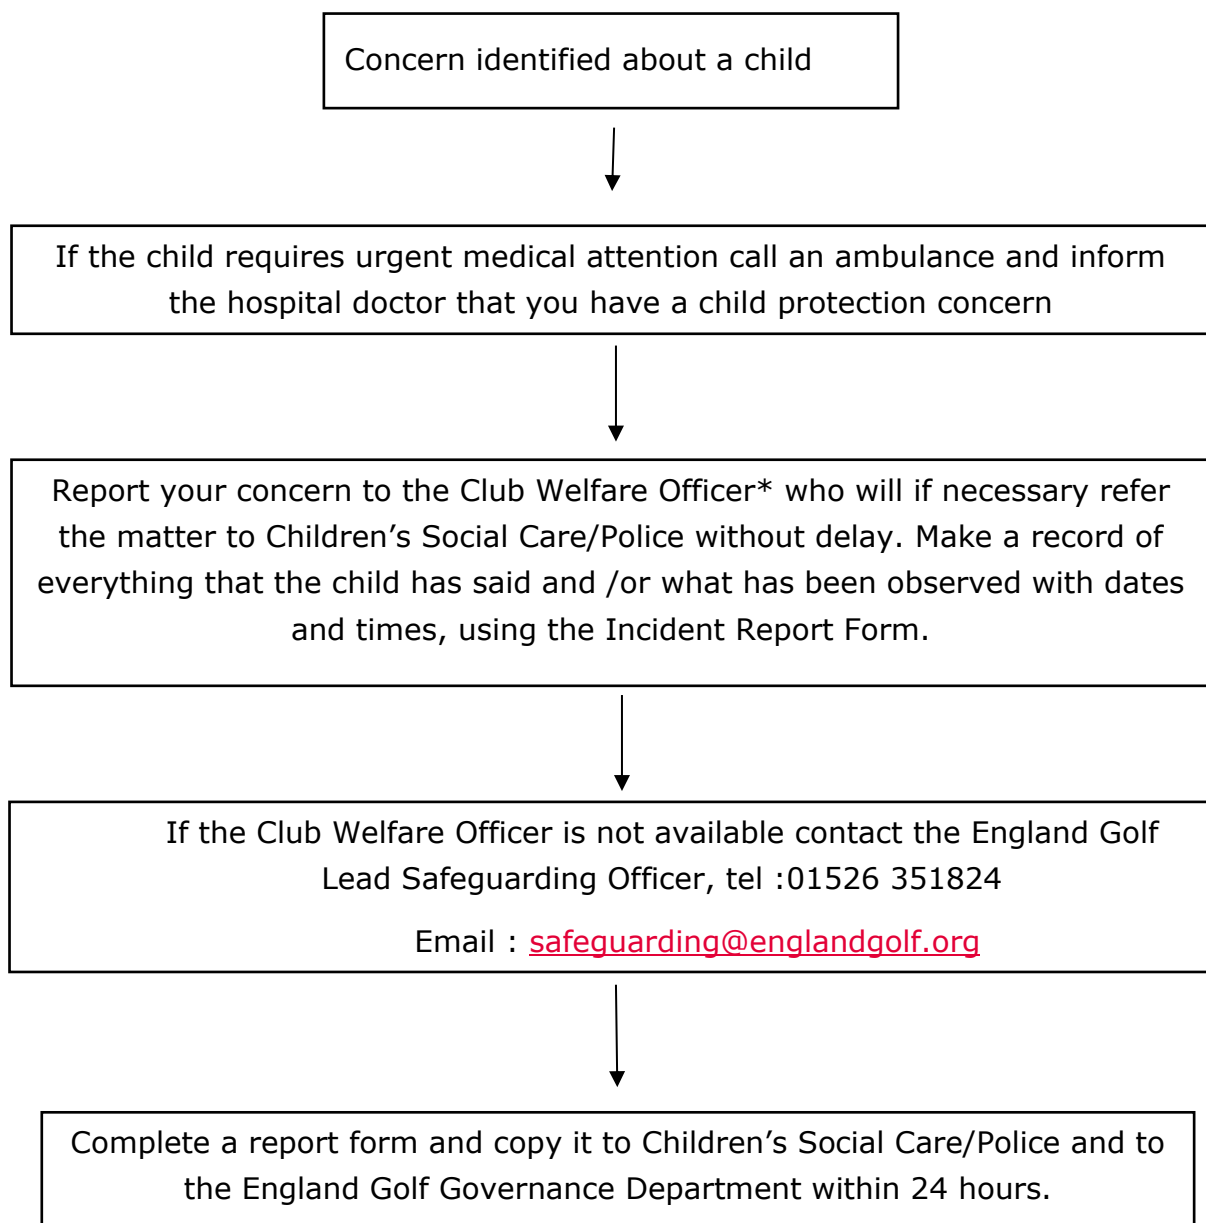 Concern identified about a child
If the child requires urgent medical attention call an ambulance and inform
the hospital doctor that you have a child protection concern
Report your concern to the Club Welfare Officer* who will if necessary refer
the matter to Children’s Social Care/Police without delay. Make a record of
everything that the child has said and /or what has been observed with dates
and times, using the Incident Report Form.
If the Club Welfare Officer is not available contact the England Golf
Lead Safeguarding Officer, tel :01526 351824
Email : safeguarding@englandgolf.org
Complete a report form and copy it to Children’s Social Care/Police and to
the England Golf Governance Department within 24 hours.